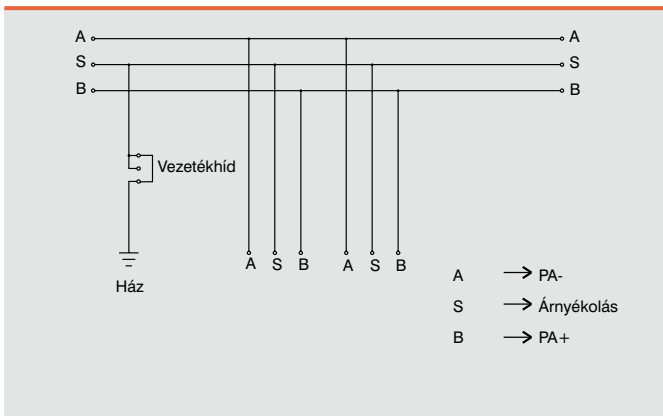 A A
S S
B B
Vezetékhíd
A S B A S B
Ház
A → PA-
S → Árnyékolás
B → PA+